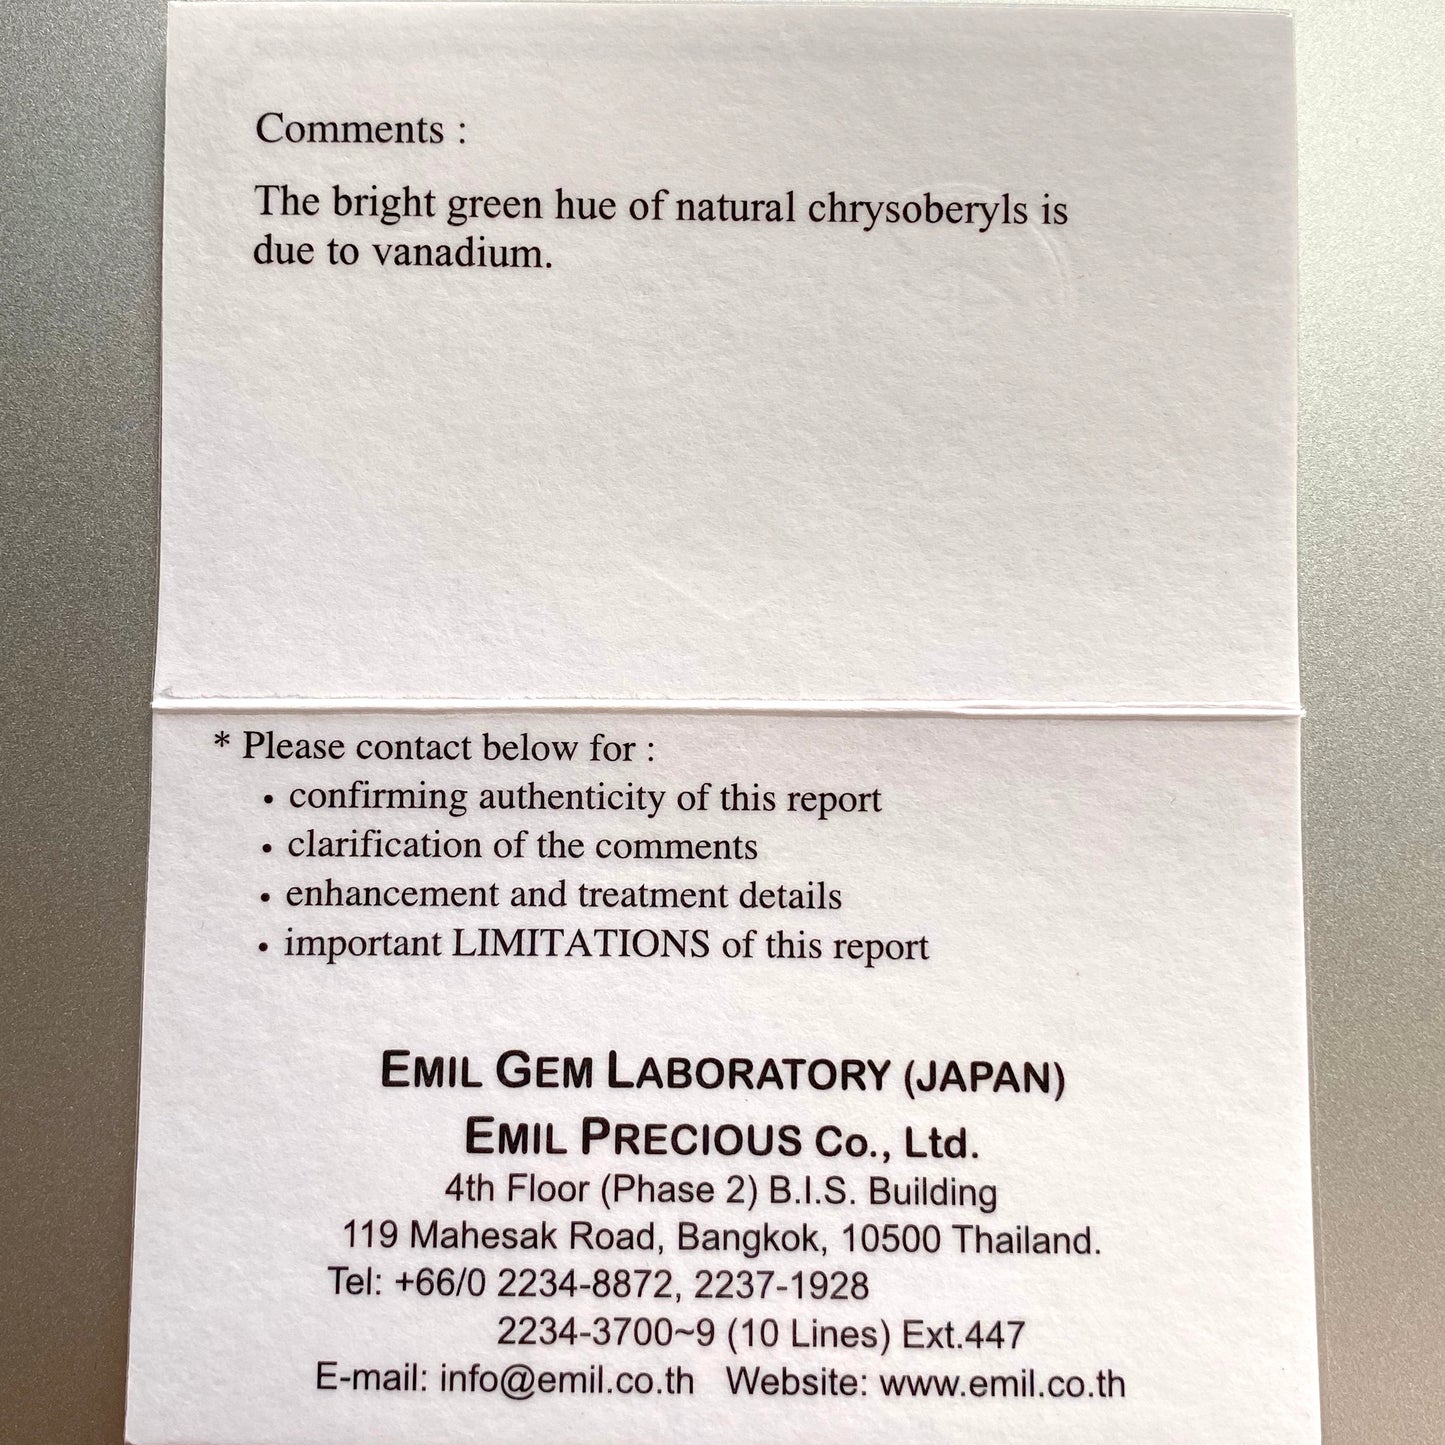 Comments :
The bright green hue of natural chrysoberyls is
due to vanadium.
* Please contact below for :
• confirming authenticity of this report
• clarification of the comments
• enhancement and treatment details
• important LIMITATIONS of this report
EMIL GEM LABORATORY (JAPAN)
EMIL PRECIOUS Co., Ltd.
4th Floor (Phase 2) B.I.S. Building
119 Mahesak Road, Bangkok, 10500 Thailand.
Tel: +66/0 2234-8872, 2237-1928
2234-3700~9 (10 Lines) Ext.447
E-mail: info@emil.co.th Website: www.emil.co.th